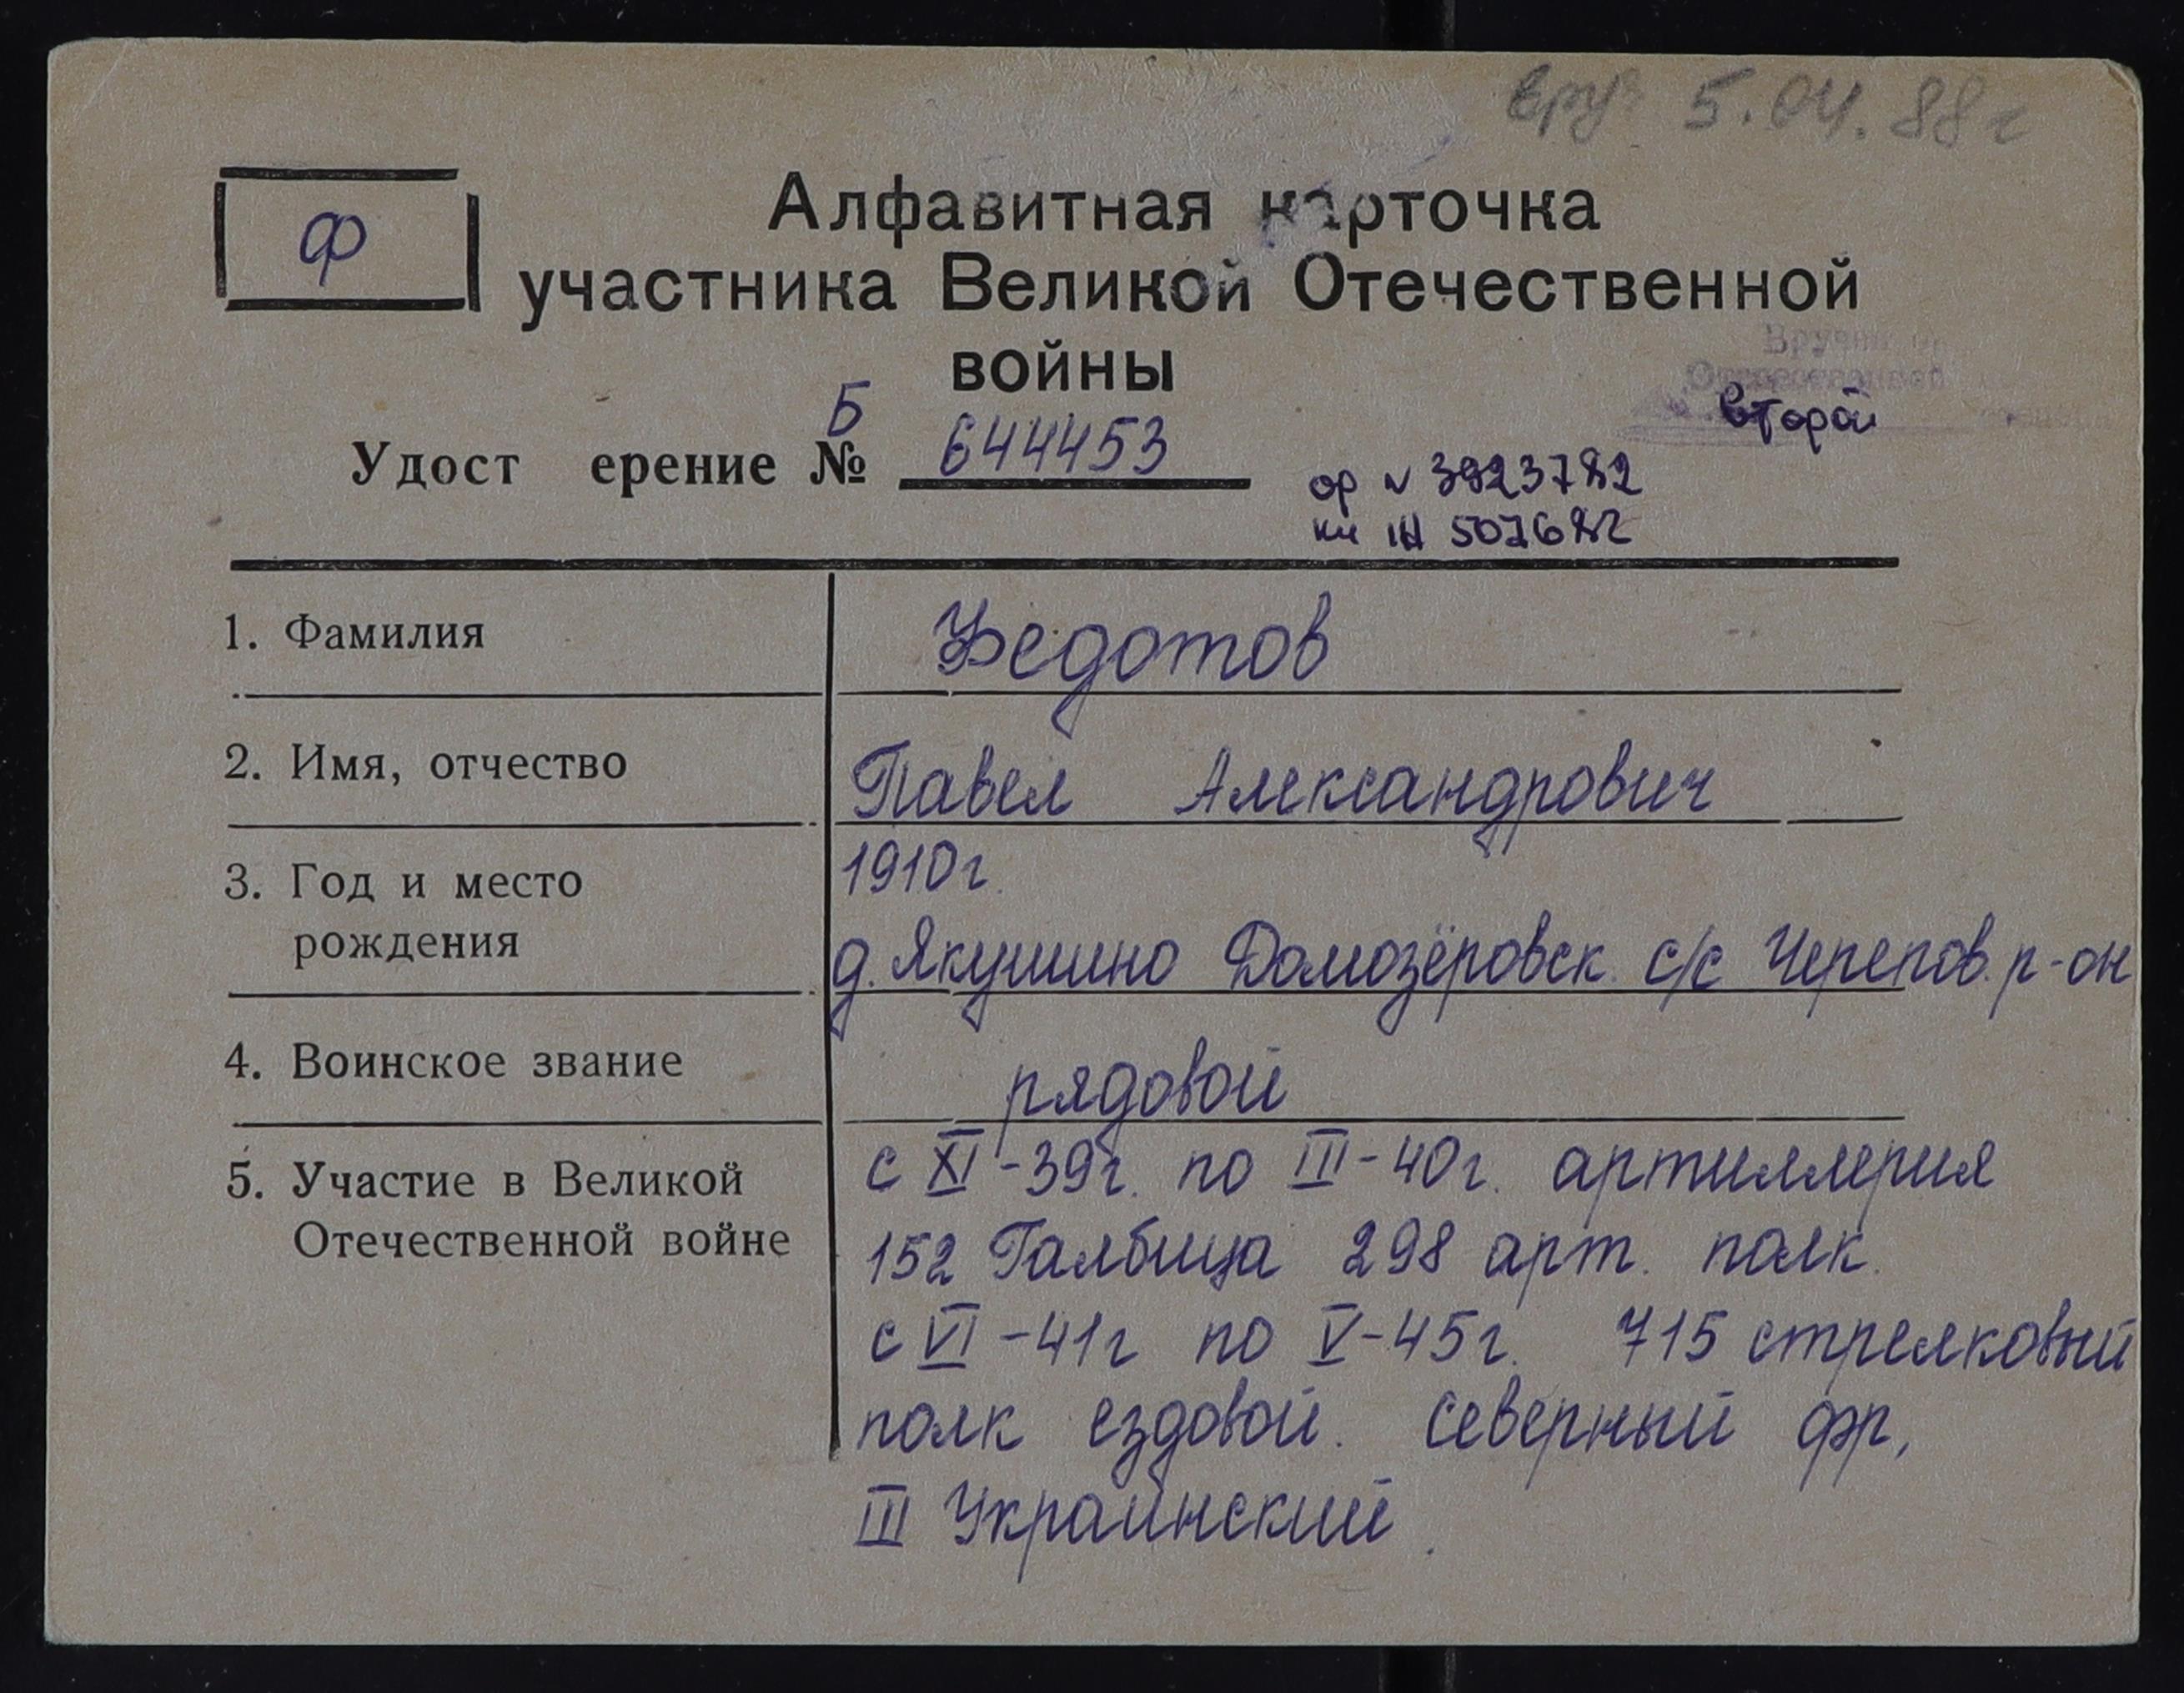 вру 5.04.88г
Ф
Алфавитная карточка
участника Великой Отечественной
войны
второй
Б
Удост ерение № 644453
ор № 3923782
кн Н 507682
1. Фамилия Федотов
2. Имя, отчество Павел Александрович
3. Год и место 1910г.
рождения д. Якушино Домозёровск. с/с Черепов. р-он
4. Воинское звание рядовой
5. Участие в Великой с XI-39г. по III-40г. артиллерия
Отечественной войне 152 Гаябица 298 арт. полк.
с VI-41г по V-45г. 715 стрелковый
полк ездовой. Северный фр,
III Украинский.